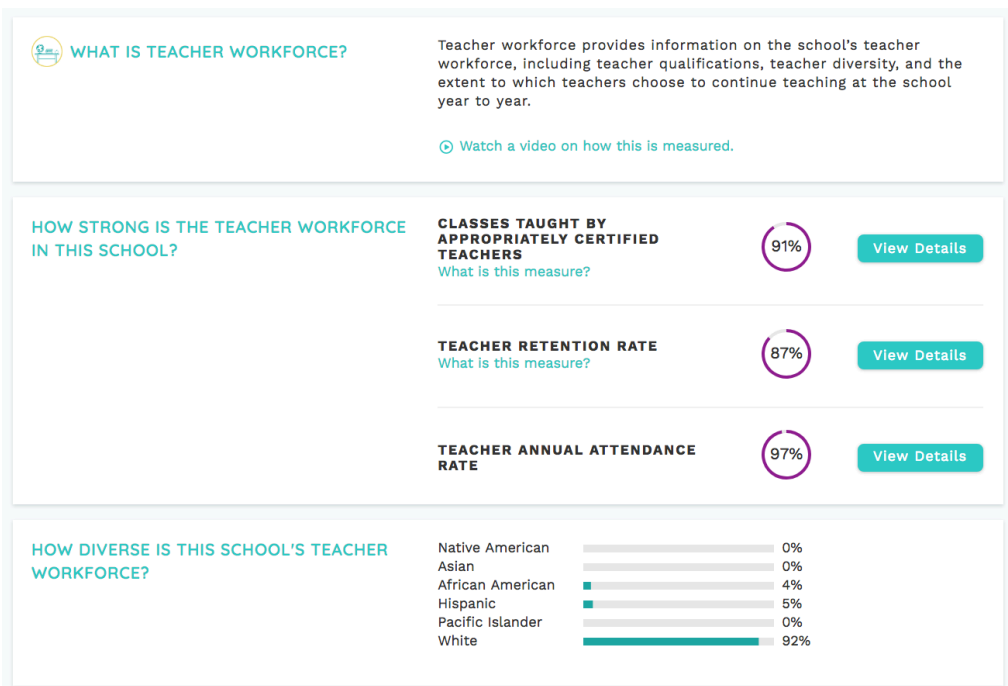 WHAT IS TEACHER WORKFORCE?
Teacher workforce provides information on the school's teacher
workforce, including teacher qualifications, teacher diversity, and the
extent to which teachers choose to continue teaching at the school
year to year.
Watch a video on how this is measured.
HOW STRONG IS THE TEACHER WORKFORCE
IN THIS SCHOOL?
CLASSES TAUGHT BY
APPROPRIATELY CERTIFIED
TEACHERS
What is this measure?
91%
View Details
TEACHER RETENTION RATE
What is this measure?
87%
View Details
TEACHER ANNUAL ATTENDANCE
RATE
97%
View Details
HOW DIVERSE IS THIS SCHOOL'S TEACHER
WORKFORCE?
Native American 0%
Asian 0%
African American 4%
Hispanic 5%
Pacific Islander 0%
White 92%